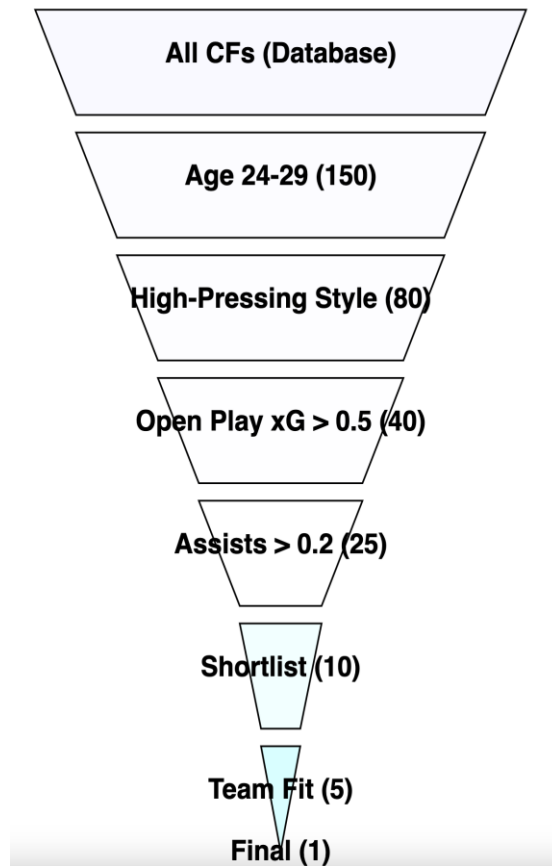 All CFs (Database)
Age 24-29 (150)
High-Pressing Style (80)
Open Play xG > 0.5 (40)
Assists > 0.2 (25)
Shortlist (10)
Team Fit (5)
Final (1)